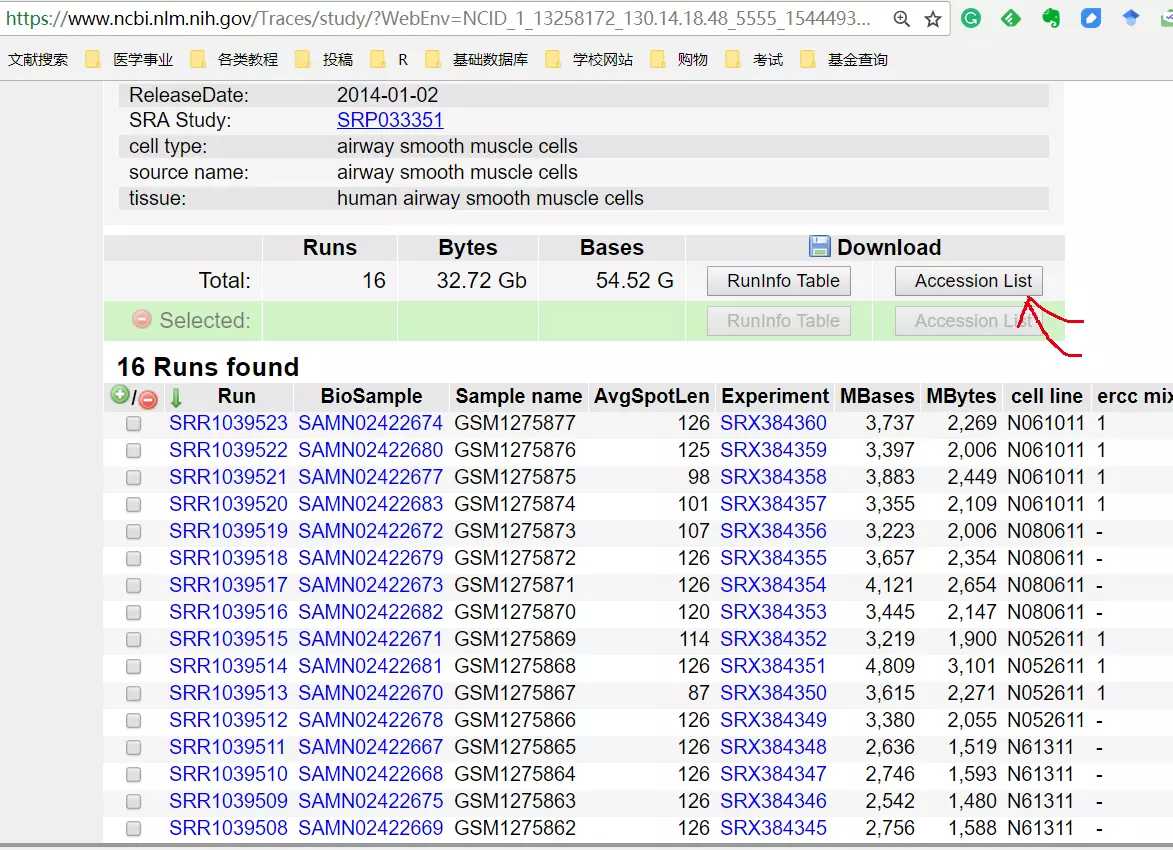 https://www.ncbi.nlm.nih.gov/Traces/study/?WebEnv=NCID_1_13258172_130.14.18.48_5555_1544493...
文献搜索 医学事业 各类教程 投稿 R 基础数据库 学校网站 购物 考试 基金查询
ReleaseDate: 2014-01-02
SRA Study: SRP033351
cell type: airway smooth muscle cells
source name: airway smooth muscle cells
tissue: human airway smooth muscle cells
Runs Bytes Bases Download
Total: 16 32.72 Gb 54.52 G RunInfo Table Accession List
Selected: RunInfo Table Accession List
16 Runs found
/ Run BioSample Sample name AvgSpotLen Experiment MBases MBytes cell line ercc mix
SRR1039523 SAMN02422674 GSM1275877 126 SRX384360 3,737 2,269 N061011 1
SRR1039522 SAMN02422680 GSM1275876 125 SRX384359 3,397 2,006 N061011 1
SRR1039521 SAMN02422677 GSM1275875 98 SRX384358 3,883 2,449 N061011 1
SRR1039520 SAMN02422683 GSM1275874 101 SRX384357 3,355 2,109 N061011 1
SRR1039519 SAMN02422672 GSM1275873 107 SRX384356 3,223 2,006 N080611 -
SRR1039518 SAMN02422679 GSM1275872 126 SRX384355 3,657 2,354 N080611 -
SRR1039517 SAMN02422673 GSM1275871 126 SRX384354 4,121 2,654 N080611 -
SRR1039516 SAMN02422682 GSM1275870 120 SRX384353 3,445 2,147 N080611 -
SRR1039515 SAMN02422671 GSM1275869 114 SRX384352 3,219 1,900 N052611 1
SRR1039514 SAMN02422681 GSM1275868 126 SRX384351 4,809 3,101 N052611 1
SRR1039513 SAMN02422670 GSM1275867 87 SRX384350 3,615 2,271 N052611 1
SRR1039512 SAMN02422678 GSM1275866 126 SRX384349 3,380 2,055 N052611 -
SRR1039511 SAMN02422667 GSM1275865 126 SRX384348 2,636 1,519 N61311 -
SRR1039510 SAMN02422668 GSM1275864 126 SRX384347 2,746 1,593 N61311 -
SRR1039509 SAMN02422675 GSM1275863 126 SRX384346 2,542 1,480 N61311 -
SRR1039508 SAMN02422669 GSM1275862 126 SRX384345 2,756 1,588 N61311 -